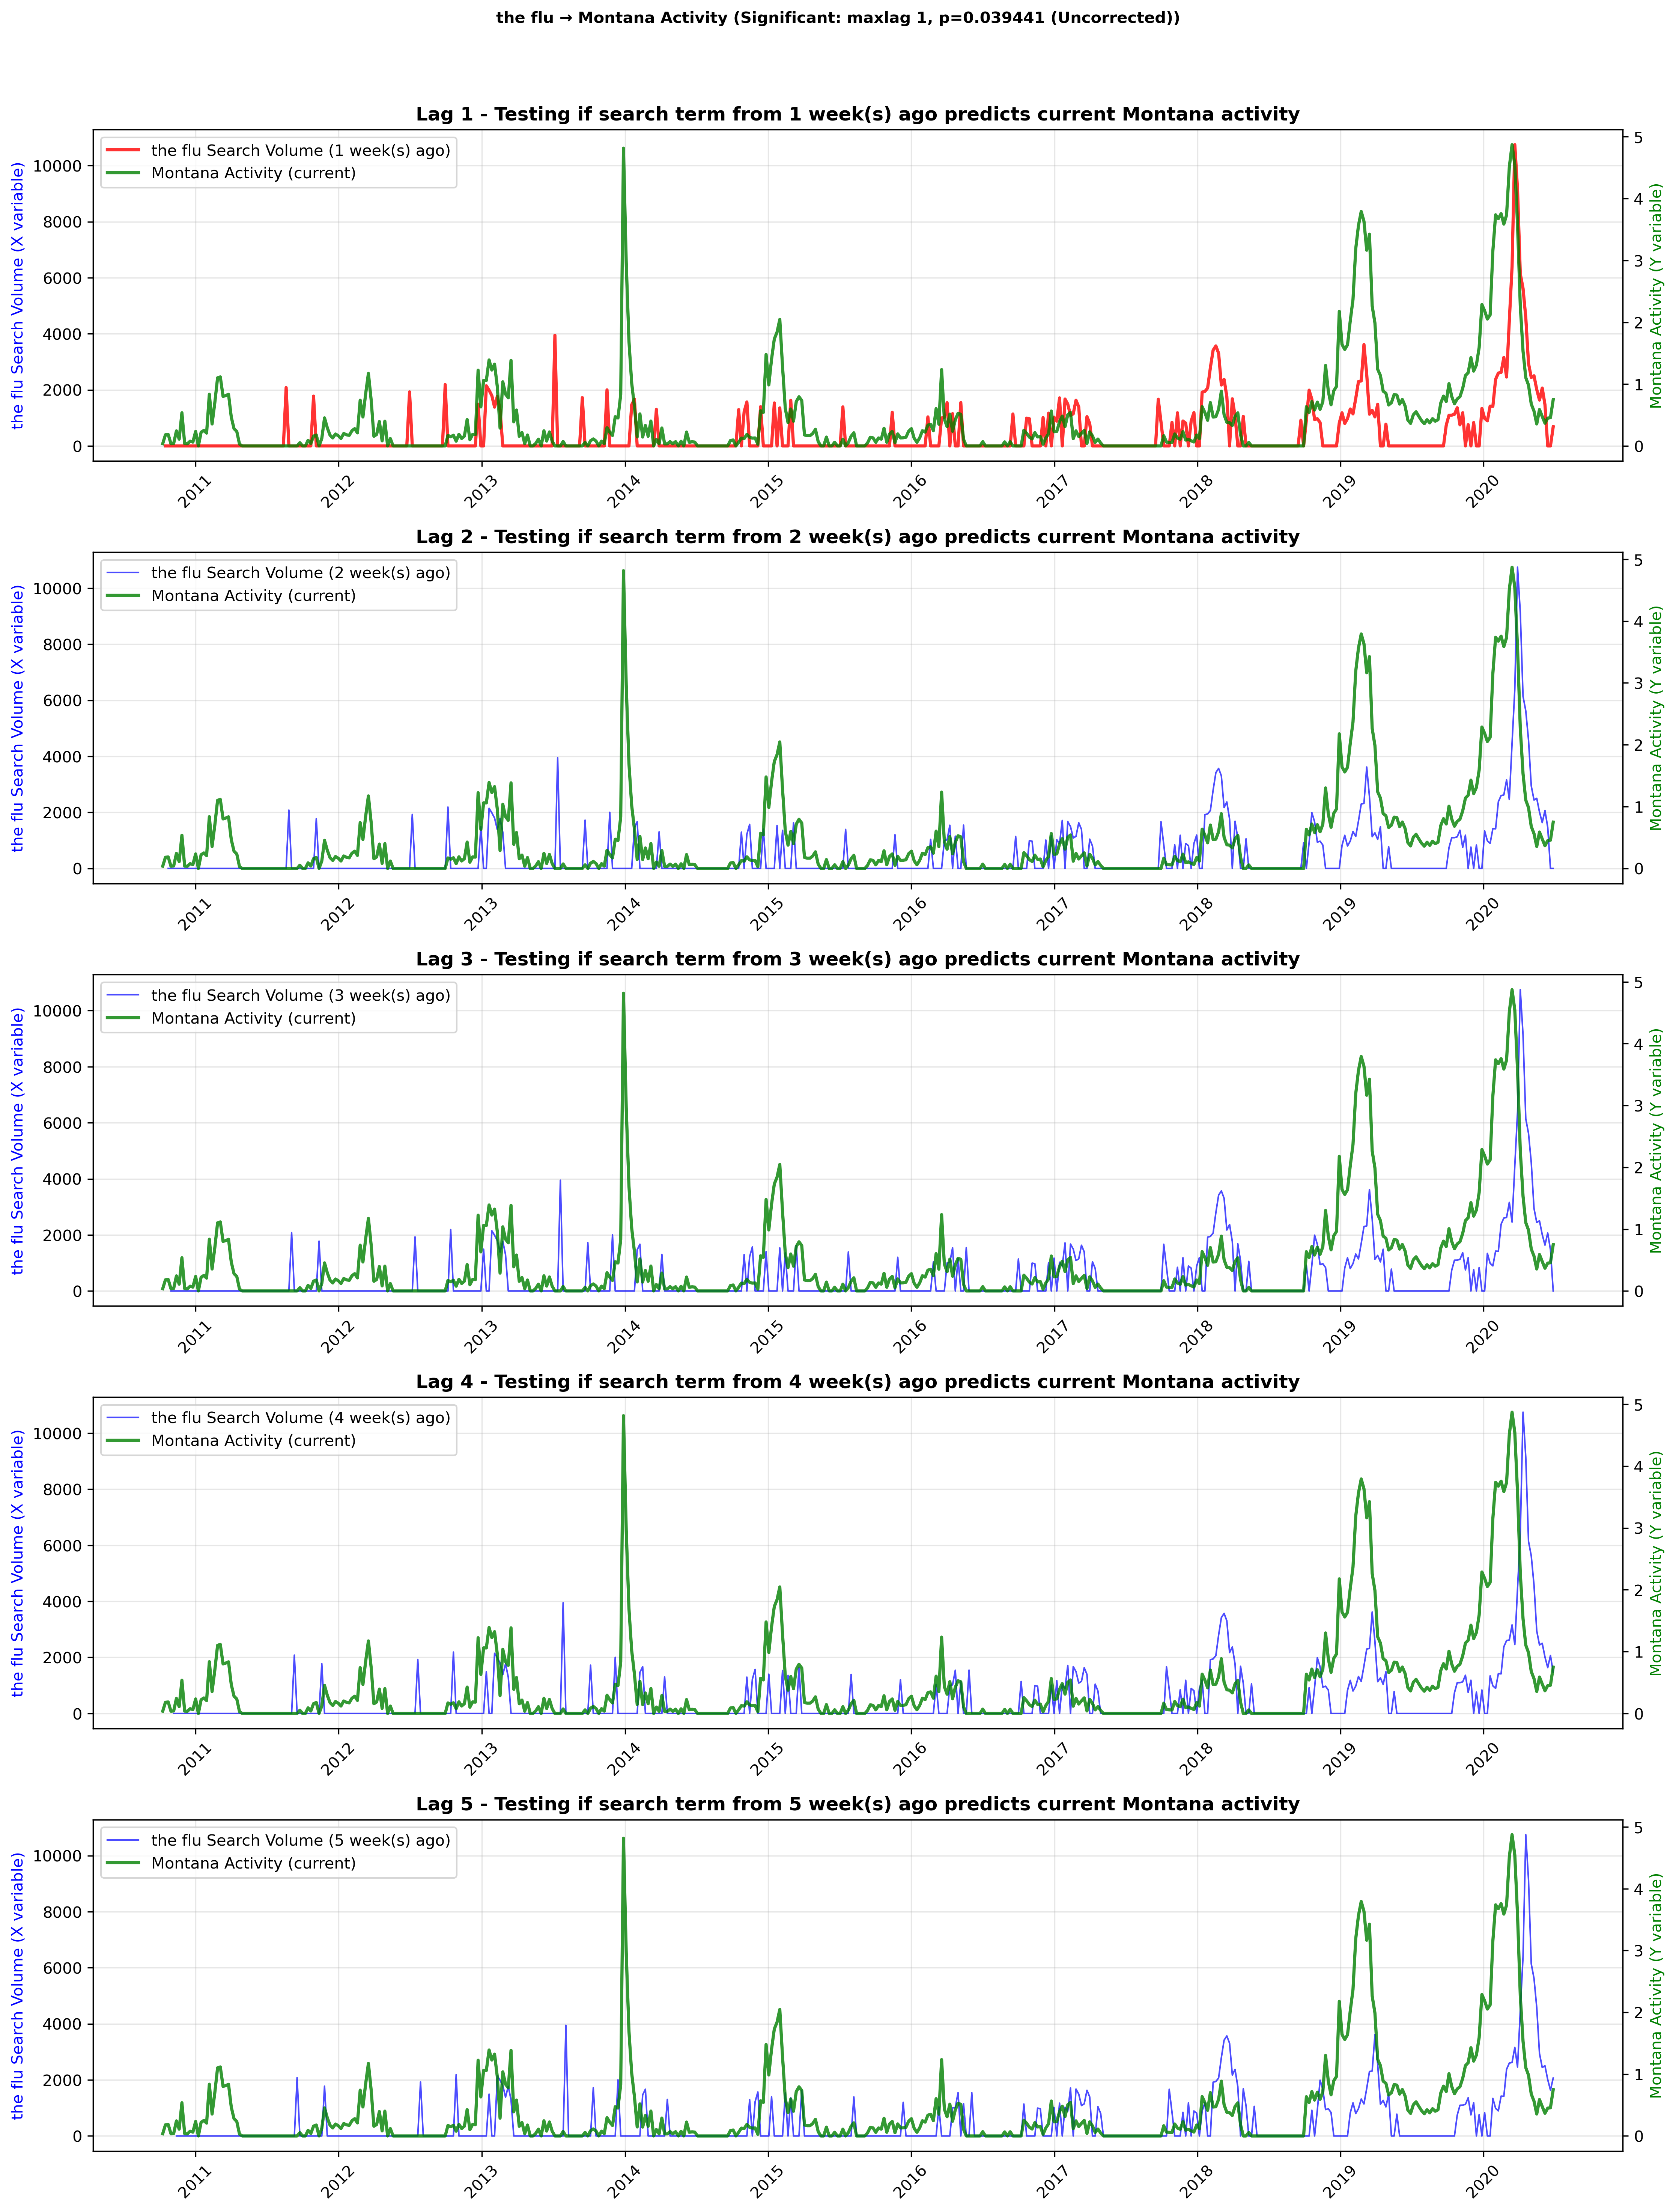 the flu → Montana Activity (Significant: maxlag 1, p=0.039441 (Uncorrected))
Lag 1 - Testing if search term from 1 week(s) ago predicts current Montana activity
the flu Search Volume (1 week(s) ago)
Montana Activity (current)
the flu Search Volume (X variable)
10000
8000
6000
4000
2000
0
5
4
3
2
1
0
Montana Activity (Y variable)
2011 2012 2013 2014 2015 2016 2017 2018 2019 2020
Lag 2 - Testing if search term from 2 week(s) ago predicts current Montana activity
the flu Search Volume (2 week(s) ago)
Montana Activity (current)
the flu Search Volume (X variable)
10000
8000
6000
4000
2000
0
5
4
3
2
1
0
Montana Activity (Y variable)
2011 2012 2013 2014 2015 2016 2017 2018 2019 2020
Lag 3 - Testing if search term from 3 week(s) ago predicts current Montana activity
the flu Search Volume (3 week(s) ago)
Montana Activity (current)
the flu Search Volume (X variable)
10000
8000
6000
4000
2000
0
5
4
3
2
1
0
Montana Activity (Y variable)
2011 2012 2013 2014 2015 2016 2017 2018 2019 2020
Lag 4 - Testing if search term from 4 week(s) ago predicts current Montana activity
the flu Search Volume (4 week(s) ago)
Montana Activity (current)
the flu Search Volume (X variable)
10000
8000
6000
4000
2000
0
5
4
3
2
1
0
Montana Activity (Y variable)
2011 2012 2013 2014 2015 2016 2017 2018 2019 2020
Lag 5 - Testing if search term from 5 week(s) ago predicts current Montana activity
the flu Search Volume (5 week(s) ago)
Montana Activity (current)
the flu Search Volume (X variable)
10000
8000
6000
4000
2000
0
5
4
3
2
1
0
Montana Activity (Y variable)
2011 2012 2013 2014 2015 2016 2017 2018 2019 2020